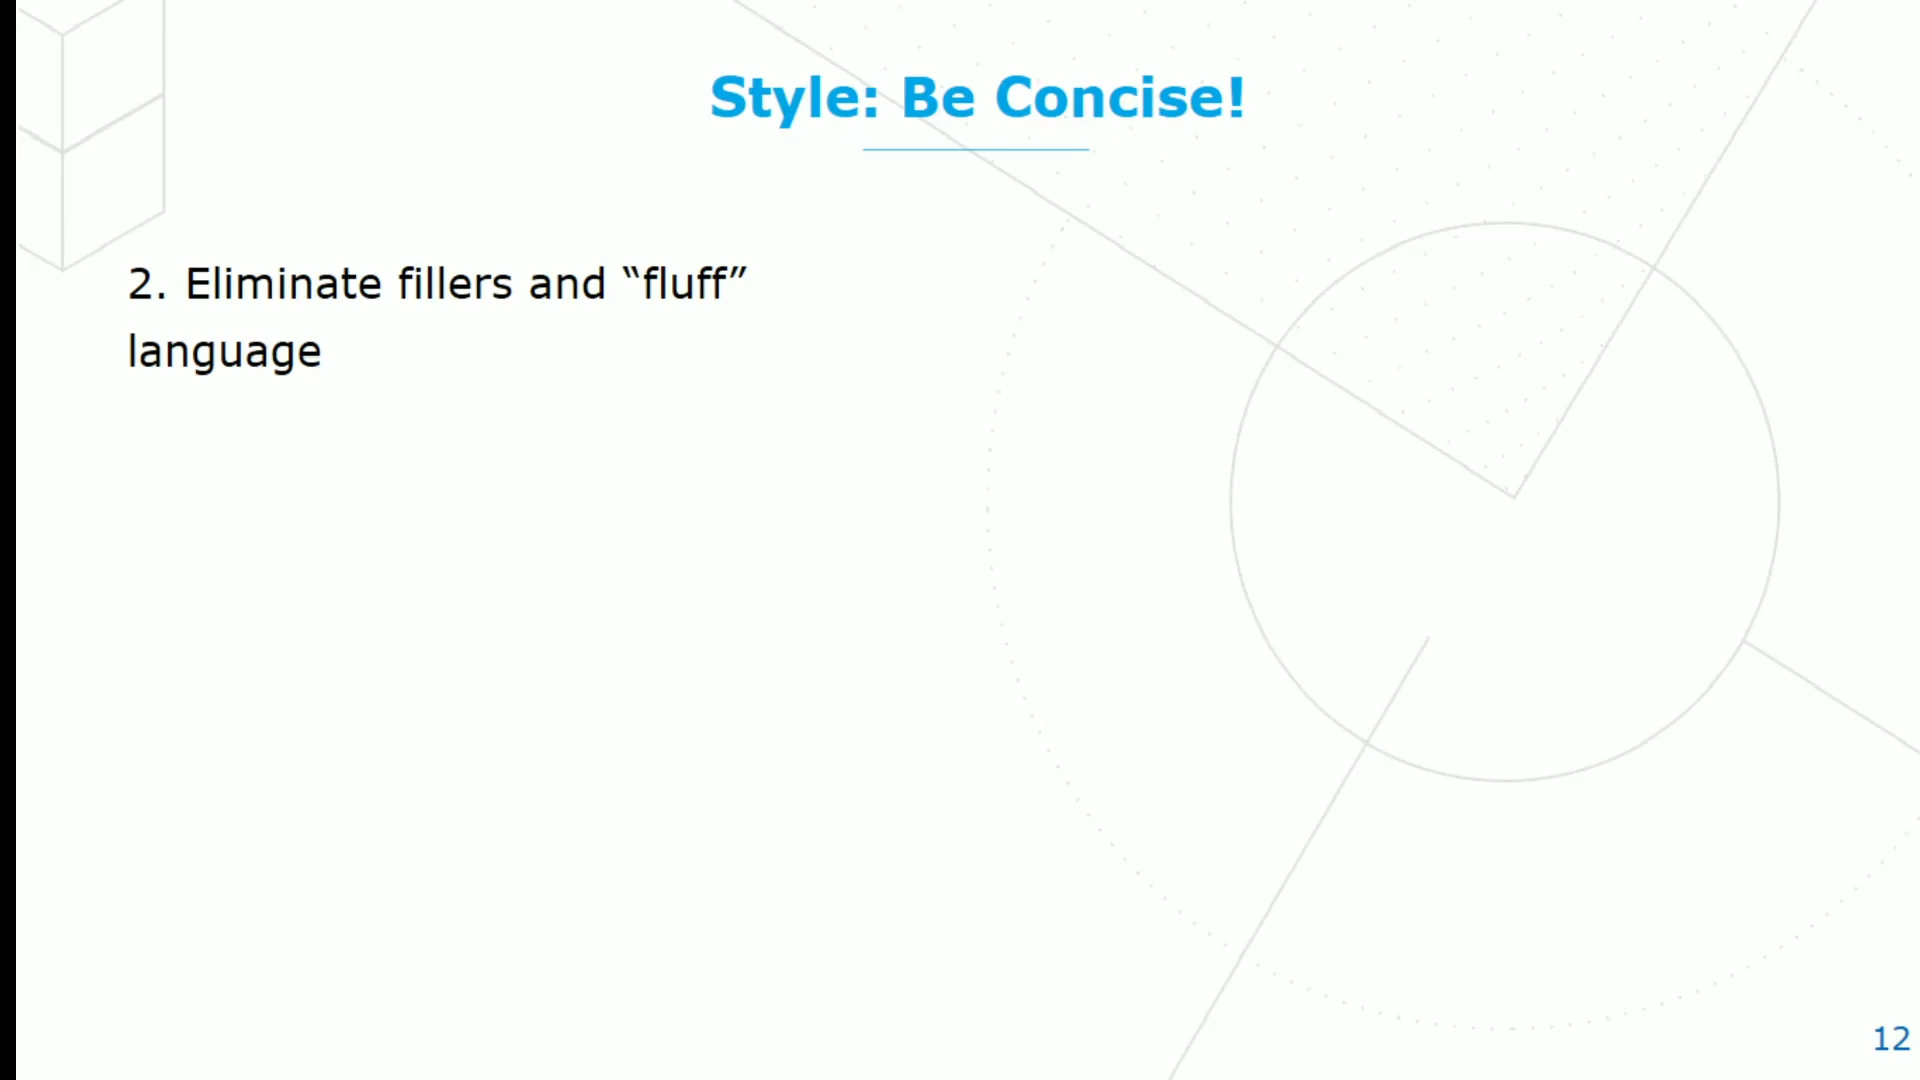 Style: Be Concise!
2. Eliminate fillers and “fluff”
language
12